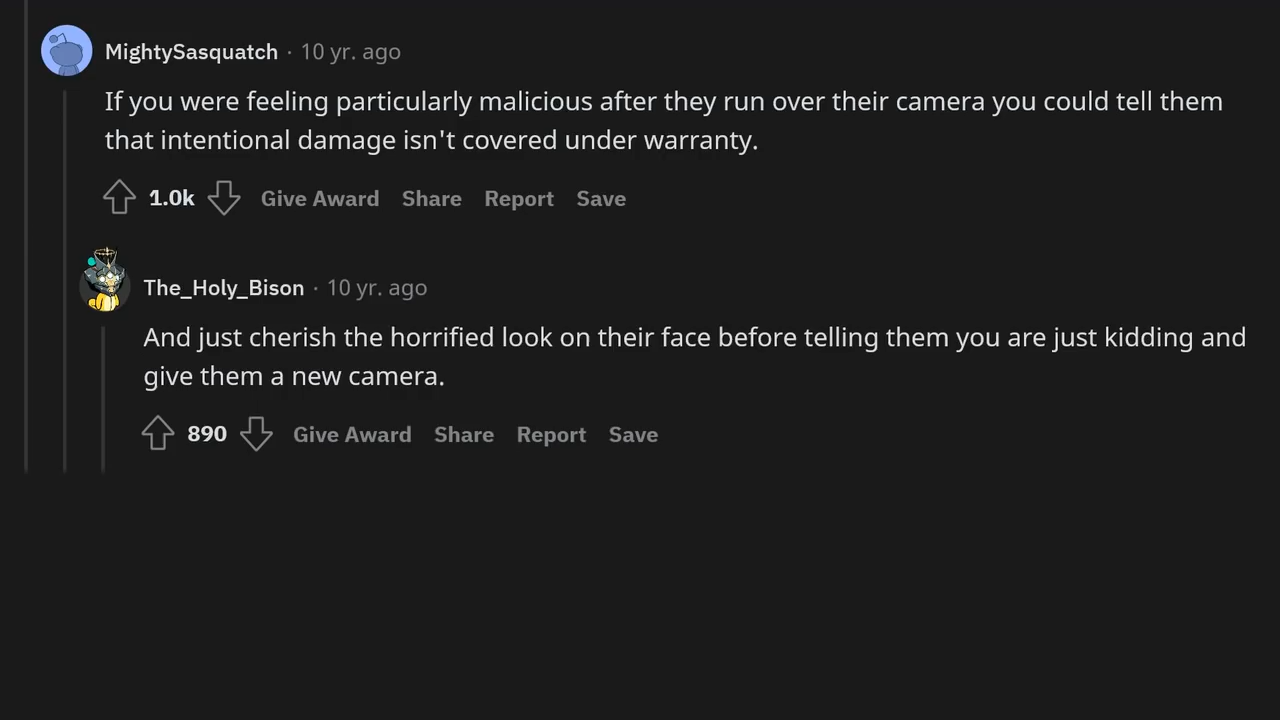 MightySasquatch · 10 yr. ago
If you were feeling particularly malicious after they run over their camera you could tell them
that intentional damage isn't covered under warranty.
1.0k Give Award Share Report Save
The_Holy_Bison · 10 yr. ago
And just cherish the horrified look on their face before telling them you are just kidding and
give them a new camera.
890 Give Award Share Report Save